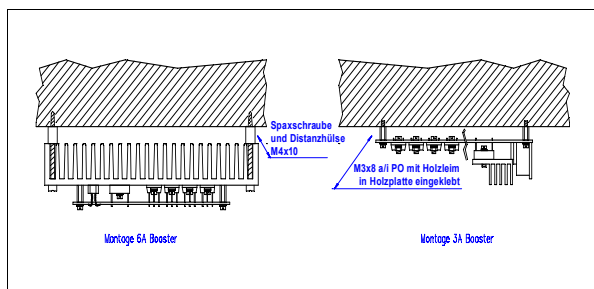 Spaxschraube
und Distanzhülse
M4x10
M3x8 a/i PO mit Holzleim
in Holzplatte eingeklebt
Montage 6A Booster
Montage 3A Booster